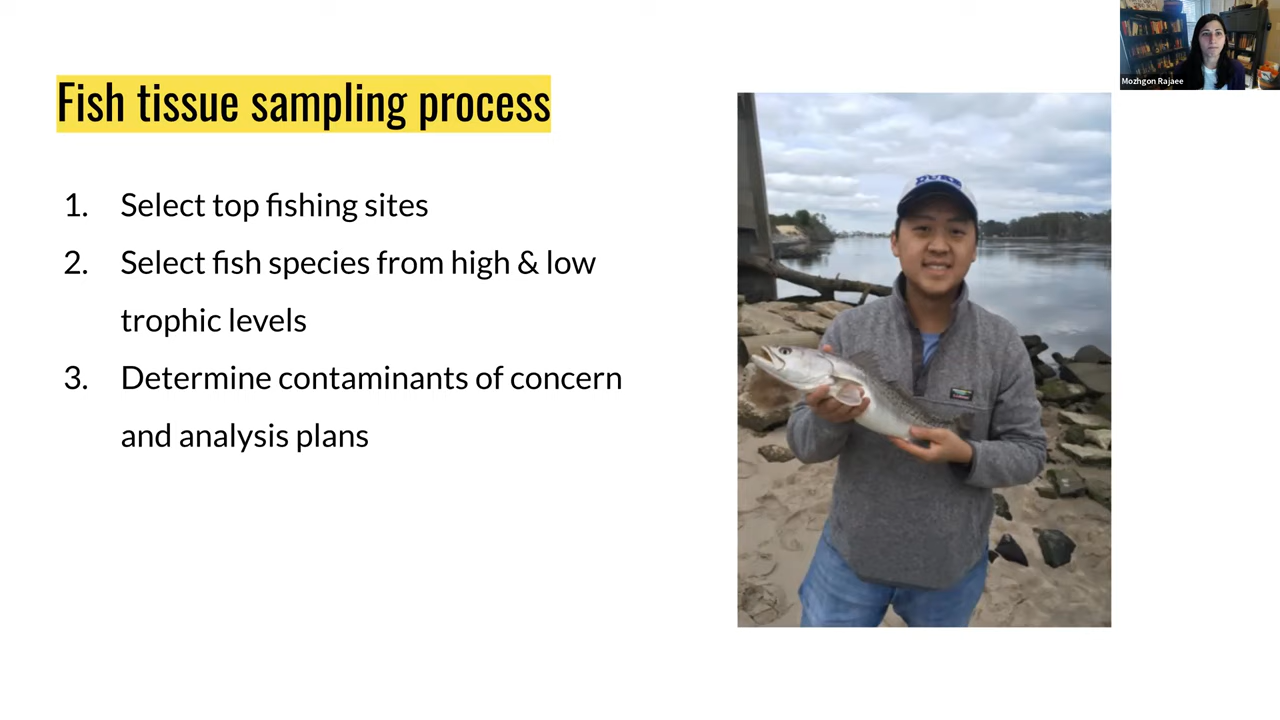 Mozhgon Rajaee
Fish tissue sampling process
1. Select top fishing sites
2. Select fish species from high & low
trophic levels
3. Determine contaminants of concern
and analysis plans
DUKE